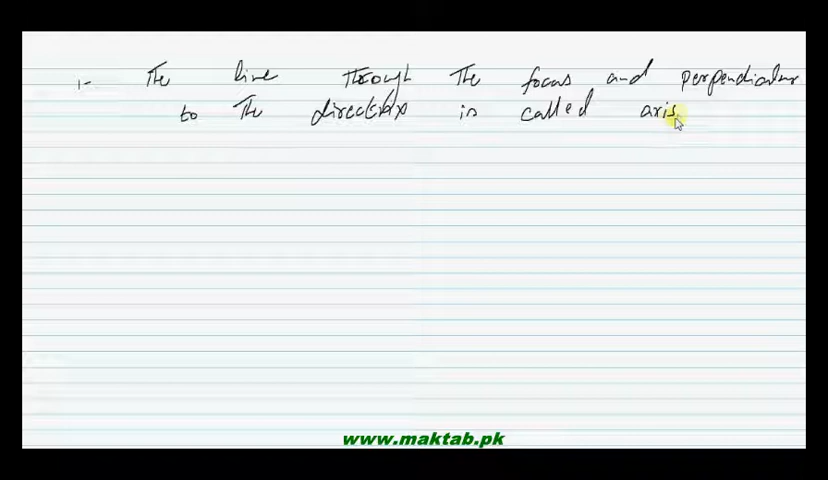 1- The line through the focus and perpendicular
to the directrix is called axis
www.maktab.pk